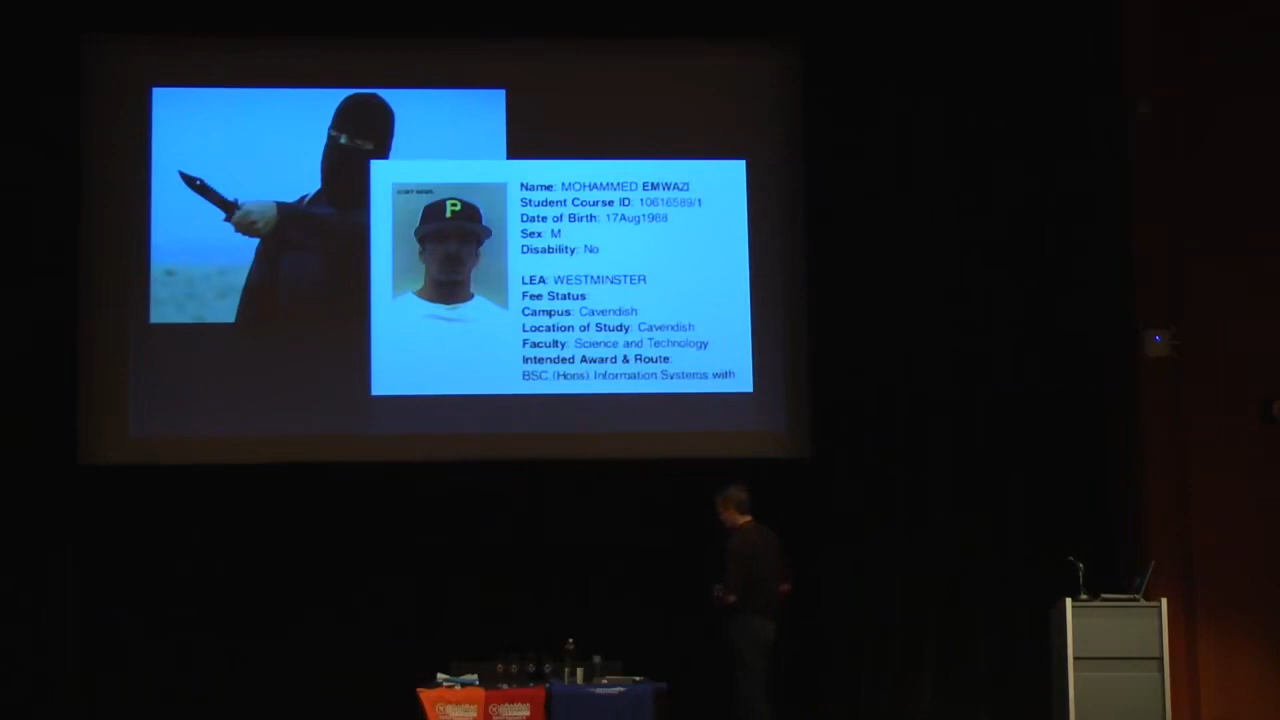 Name: MOHAMMED EMWAZI
Student Course ID: 10616589/1
Date of Birth: 17Aug1988
Sex: M
Disability: No
LEA: WESTMINSTER
Fee Status:
Campus: Cavendish
Location of Study: Cavendish
Faculty: Science and Technology
Intended Award & Route:
BSC (Hons) Information Systems with
P